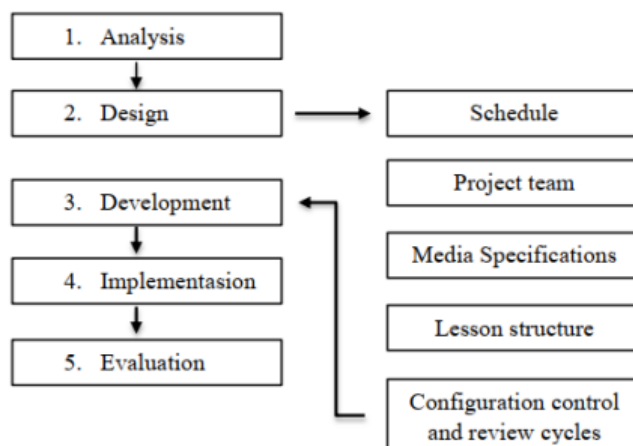 1. Analysis
2. Design
3. Development
4. Implementasion
5. Evaluation
Schedule
Project team
Media Specifications
Lesson structure
Configuration control
and review cycles